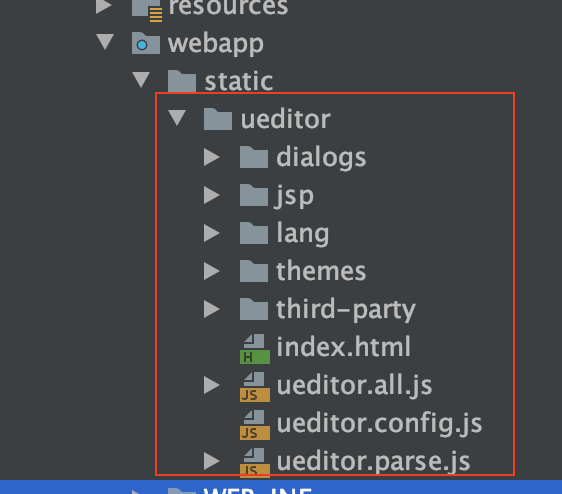 resources
webapp
static
ueditor
dialogs
jsp
lang
themes
third-party
index.html
H
ueditor.all.js
JS
ueditor.config.js
JS
ueditor.parse.js
JS
WEB-INF